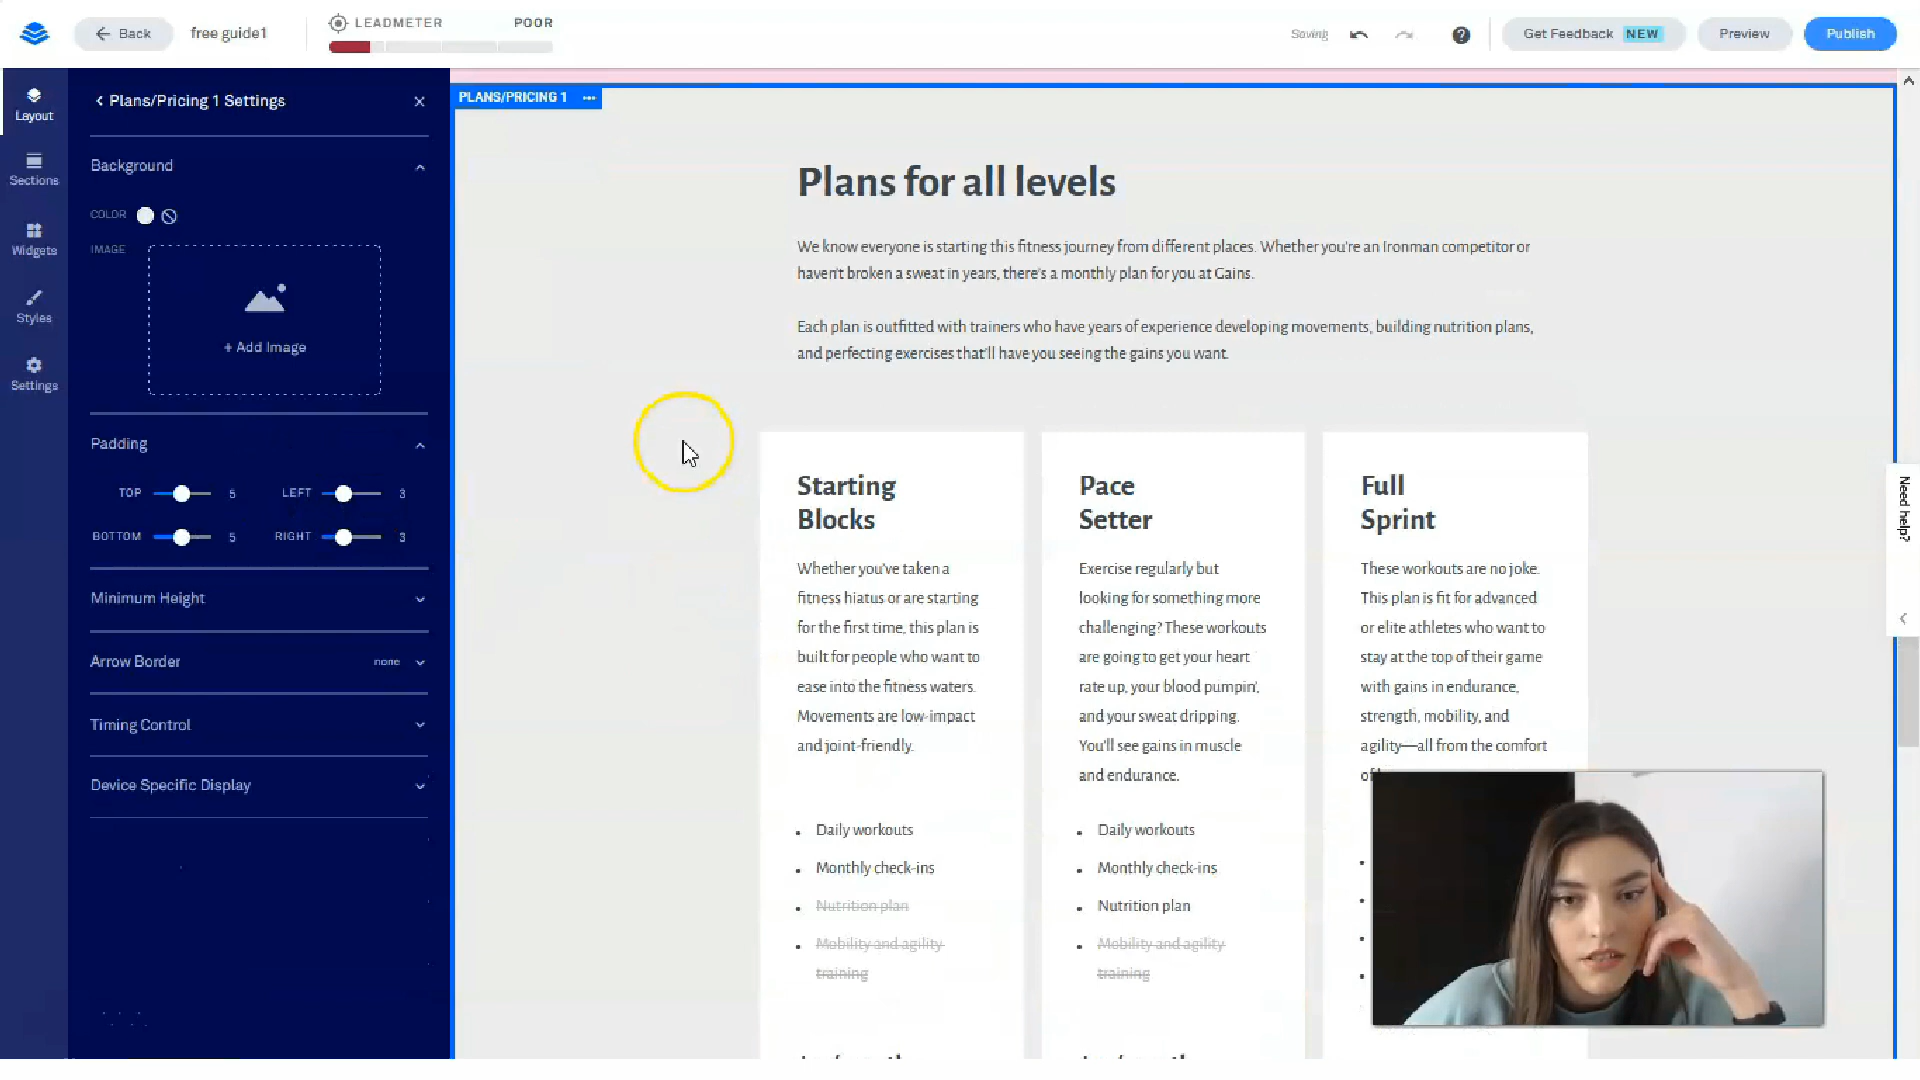 Back
free guide1
LEADMETER
POOR
Saving
Get Feedback NEW
Preview
Publish
Layout
Sections
Widgets
Styles
Settings
Plans/Pricing 1 Settings
Background
COLOR
IMAGE
+ Add Image
Padding
TOP 5 LEFT 3
BOTTOM 5 RIGHT 3
Minimum Height
Arrow Border none
Timing Control
Device Specific Display
PLANS/PRICING 1
Plans for all levels
We know everyone is starting this fitness journey from different places. Whether you're an Ironman competitor or
haven't broken a sweat in years, there's a monthly plan for you at Gains.
Each plan is outfitted with trainers who have years of experience developing movements, building nutrition plans,
and perfecting exercises that'll have you seeing the gains you want.
Starting
Blocks
Whether you've taken a
fitness hiatus or are starting
for the first time, this plan is
built for people who want to
ease into the fitness waters.
Movements are low-impact
and joint-friendly.
Daily workouts
Monthly check-ins
Nutrition plan
Mobility and agility
training
Pace
Setter
Exercise regularly but
looking for something more
challenging? These workouts
are going to get your heart
rate up, your blood pumpin',
and your sweat dripping.
You'll see gains in muscle
and endurance.
Daily workouts
Monthly check-ins
Nutrition plan
Mobility and agility
training
Full
Sprint
These workouts are no joke.
This plan is fit for advanced
or elite athletes who want to
stay at the top of their game
with gains in endurance,
strength, mobility, and
agility—all from the comfort
Need help?